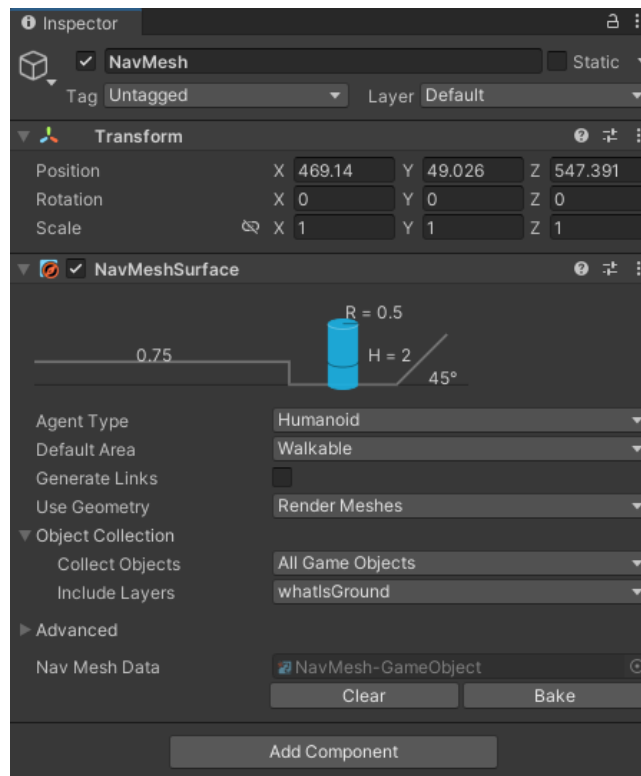 Inspector
NavMesh Static
Tag Untagged Layer Default
Transform
Position X 469.14 Y 49.026 Z 547.391
Rotation X 0 Y 0 Z 0
Scale X 1 Y 1 Z 1
NavMeshSurface
R = 0.5
0.75 H = 2
45°
Agent Type Humanoid
Default Area Walkable
Generate Links
Use Geometry Render Meshes
Object Collection
Collect Objects All Game Objects
Include Layers whatIsGround
Advanced
Nav Mesh Data NavMesh-GameObject
Clear Bake
Add Component